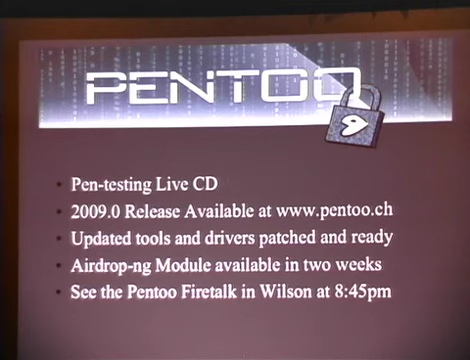 PENTOO
• Pen-testing Live CD
• 2009.0 Release Available at www.pentoo.ch
• Updated tools and drivers patched and ready
• Airdrop-ng Module available in two weeks
• See the Pentoo Firetalk in Wilson at 8:45pm